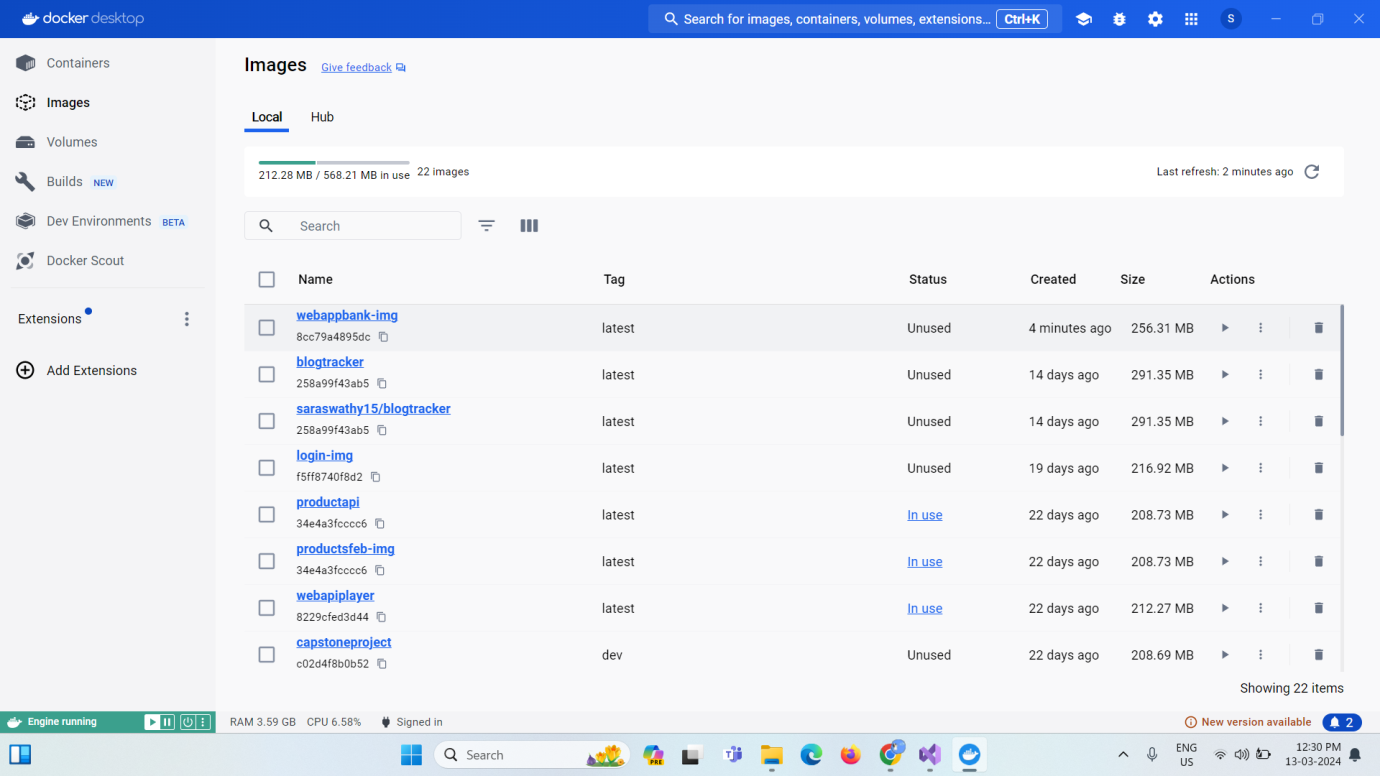 docker desktop
Search for images, containers, volumes, extensions... Ctrl+K
S
Containers
Images
Volumes
Builds NEW
Dev Environments BETA
Docker Scout
Extensions
Add Extensions
Images Give feedback
Local Hub
212.28 MB / 568.21 MB in use 22 images
Last refresh: 2 minutes ago
Search
Name Tag Status Created Size Actions
webappbank-img
8cc79a4895dc
latest Unused 4 minutes ago 256.31 MB
blogtracker
258a99f43ab5
latest Unused 14 days ago 291.35 MB
saraswathy15/blogtracker
258a99f43ab5
latest Unused 14 days ago 291.35 MB
login-img
f5ff8740f8d2
latest Unused 19 days ago 216.92 MB
productapi
34e4a3fcccc6
latest In use 22 days ago 208.73 MB
productsfeb-img
34e4a3fcccc6
latest In use 22 days ago 208.73 MB
webapiplayer
8229cfed3d44
latest In use 22 days ago 212.27 MB
capstoneproject
c02d4f8b0b52
dev Unused 22 days ago 208.69 MB
Showing 22 items
Engine running
RAM 3.59 GB CPU 6.58% Signed in
New version available 2
Search
PRE
ENG
US
12:30 PM
13-03-2024